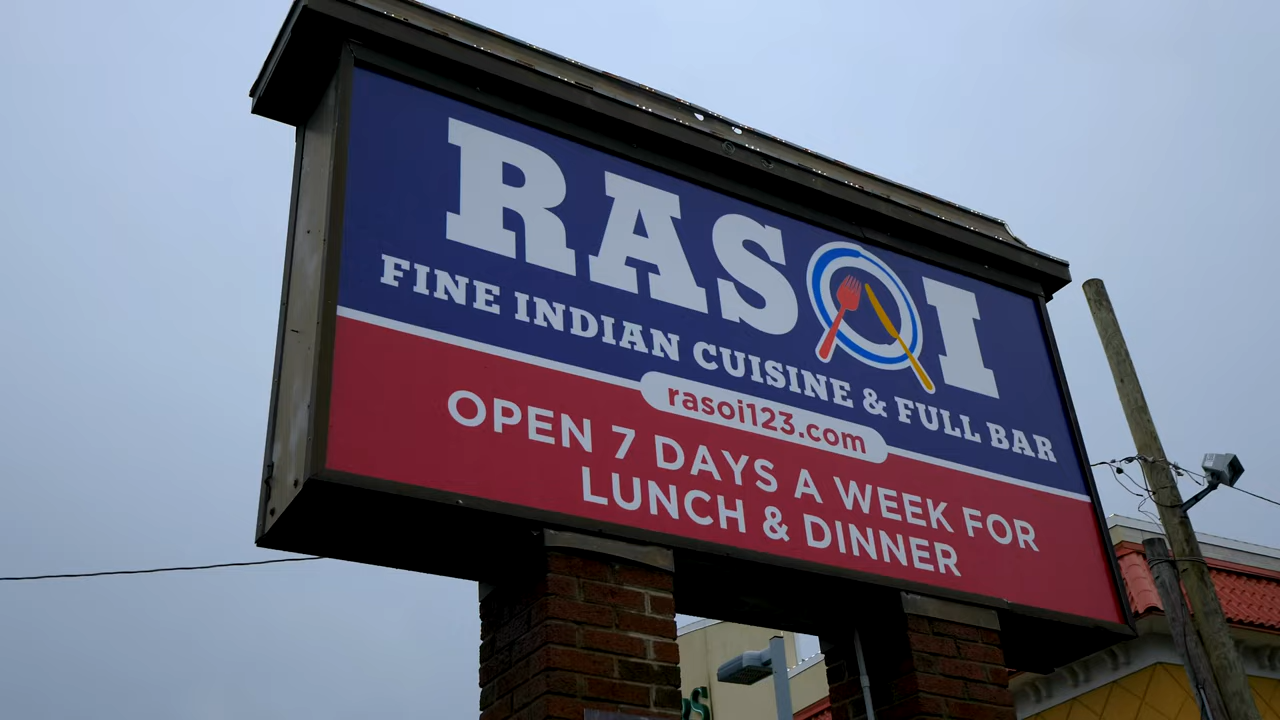 RASOI
FINE INDIAN CUISINE & FULL BAR
rasoi123.com
OPEN 7 DAYS A WEEK FOR
LUNCH & DINNER